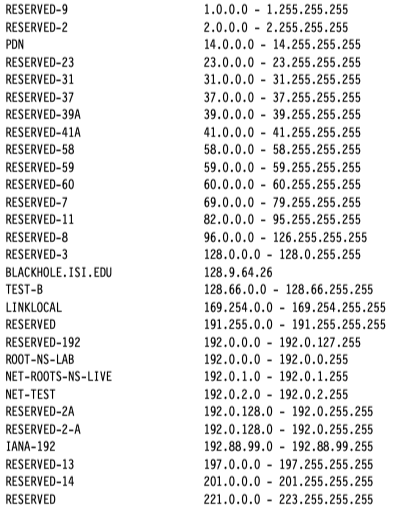 RESERVED-9 1.0.0.0 - 1.255.255.255
RESERVED-2 2.0.0.0 - 2.255.255.255
PDN 14.0.0.0 - 14.255.255.255
RESERVED-23 23.0.0.0 - 23.255.255.255
RESERVED-31 31.0.0.0 - 31.255.255.255
RESERVED-37 37.0.0.0 - 37.255.255.255
RESERVED-39A 39.0.0.0 - 39.255.255.255
RESERVED-41A 41.0.0.0 - 41.255.255.255
RESERVED-58 58.0.0.0 - 58.255.255.255
RESERVED-59 59.0.0.0 - 59.255.255.255
RESERVED-60 60.0.0.0 - 60.255.255.255
RESERVED-7 69.0.0.0 - 79.255.255.255
RESERVED-11 82.0.0.0 - 95.255.255.255
RESERVED-8 96.0.0.0 - 126.255.255.255
RESERVED-3 128.0.0.0 - 128.0.255.255
BLACKHOLE.ISI.EDU 128.9.64.26
TEST-B 128.66.0.0 - 128.66.255.255
LINKLOCAL 169.254.0.0 - 169.254.255.255
RESERVED 191.255.0.0 - 191.255.255.255
RESERVED-192 192.0.0.0 - 192.0.127.255
ROOT-NS-LAB 192.0.0.0 - 192.0.0.255
NET-ROOTS-NS-LIVE 192.0.1.0 - 192.0.1.255
NET-TEST 192.0.2.0 - 192.0.2.255
RESERVED-2A 192.0.128.0 - 192.0.255.255
RESERVED-2-A 192.0.128.0 - 192.0.255.255
IANA-192 192.88.99.0 - 192.88.99.255
RESERVED-13 197.0.0.0 - 197.255.255.255
RESERVED-14 201.0.0.0 - 201.255.255.255
RESERVED 221.0.0.0 - 223.255.255.255